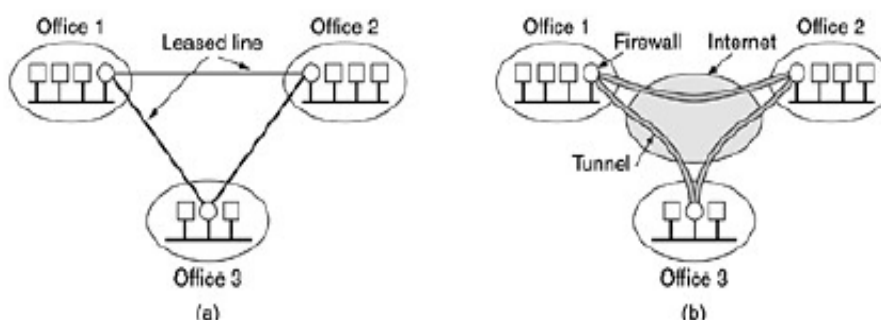 Office 1
Leased line
Office 2
Office 3
(a)
Office 1
Firewall
Internet
Office 2
Tunnel
Office 3
(b)